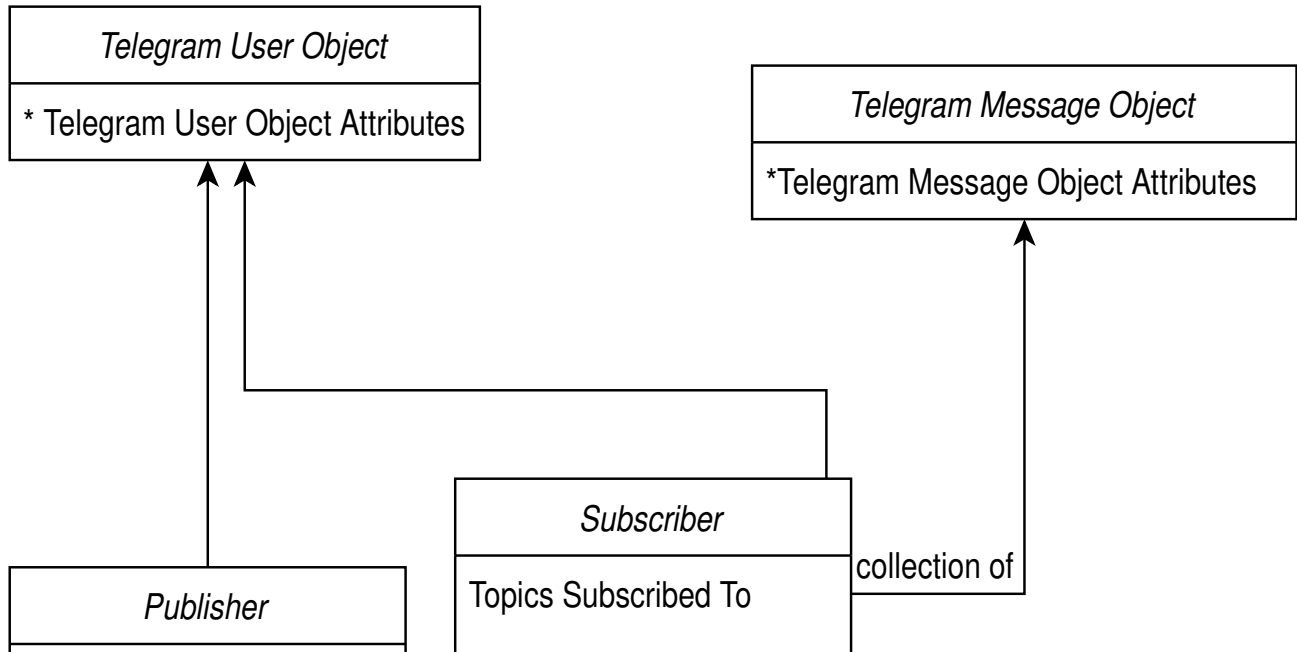 Telegram User Object
* Telegram User Object Attributes
Telegram Message Object
*Telegram Message Object Attributes
Subscriber
Topics Subscribed To
collection of
Publisher